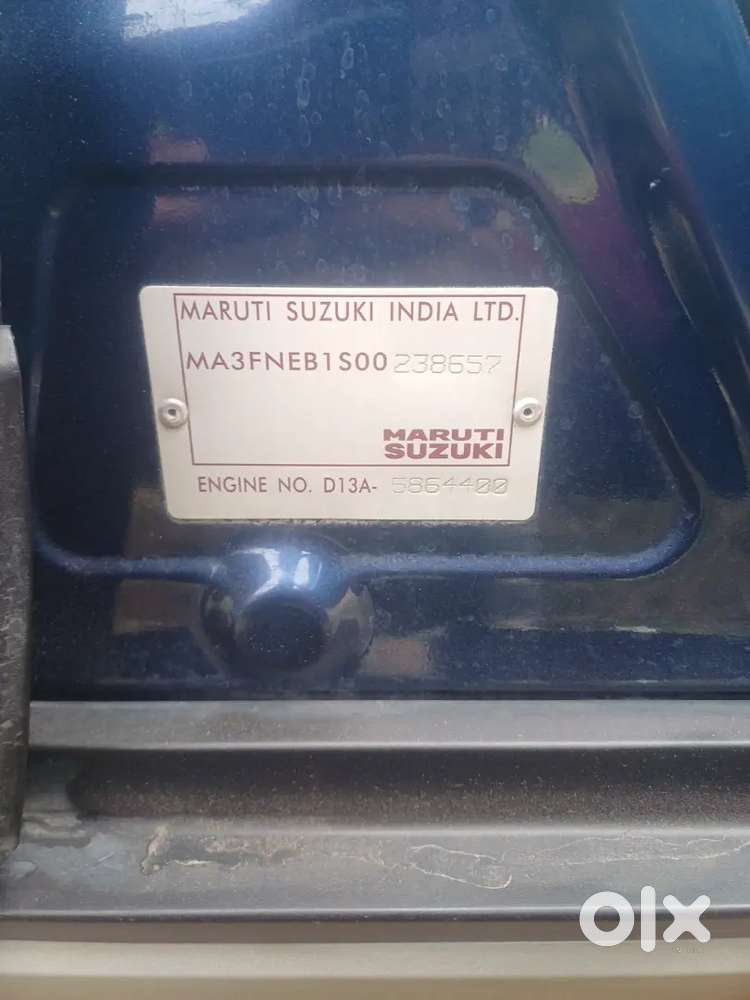 MARUTI SUZUKI INDIA LTD.
MA3FNEB1S00238657
MARUTI
SUZUKI
ENGINE NO. D13A- 5864400
olx